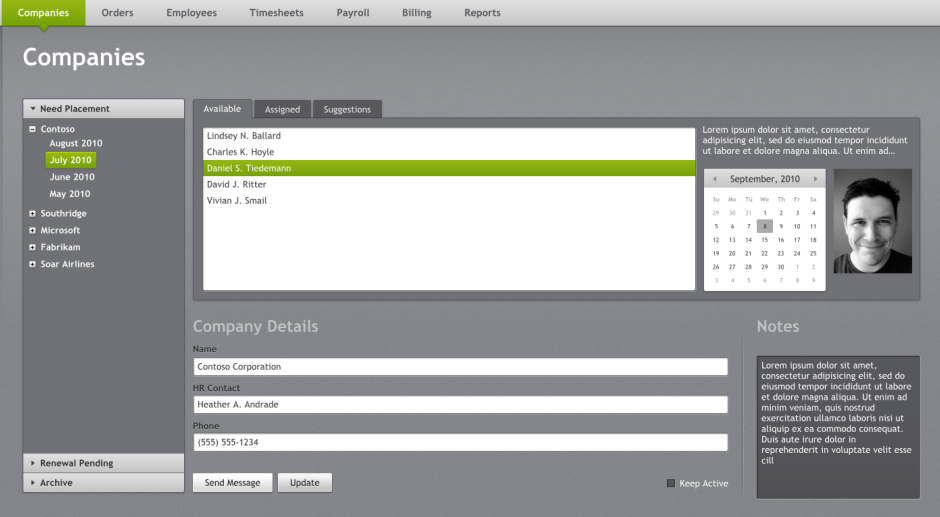 Companies Orders Employees Timesheets Payroll Billing Reports
Companies
Need Placement
Contoso
August 2010
July 2010
June 2010
May 2010
Southridge
Microsoft
Fabrikam
Soar Airlines
Renewal Pending
Archive
Available Assigned Suggestions
Lindsey N. Ballard
Charles K. Hoyle
Daniel S. Tiedemann
David J. Ritter
Vivian J. Smail
Lorem ipsum dolor sit amet, consectetur
adipisicing elit, sed do eiusmod tempor incididunt
ut labore et dolore magna aliqua. Ut enim ad...
September, 2010
Su Mo Tu We Th Fr Sa
29 30 31 1 2 3 4
5 6 7 8 9 10 11
12 13 14 15 16 17 18
19 20 21 22 23 24 25
26 27 28 29 30 1 2
3 4 5 6 7 8 9
Company Details
Name
Contoso Corporation
HR Contact
Heather A. Andrade
Phone
(555) 555-1234
Send Message Update
Keep Active
Notes
Lorem ipsum dolor sit amet,
consectetur adipisicing elit, sed do
eiusmod tempor incididunt ut labore
et dolore magna aliqua. Ut enim ad
minim veniam, quis nostrud
exercitation ullamco laboris nisi ut
aliquip ex ea commodo consequat.
Duis aute irure dolor in
reprehenderit in voluptate velit esse
cill